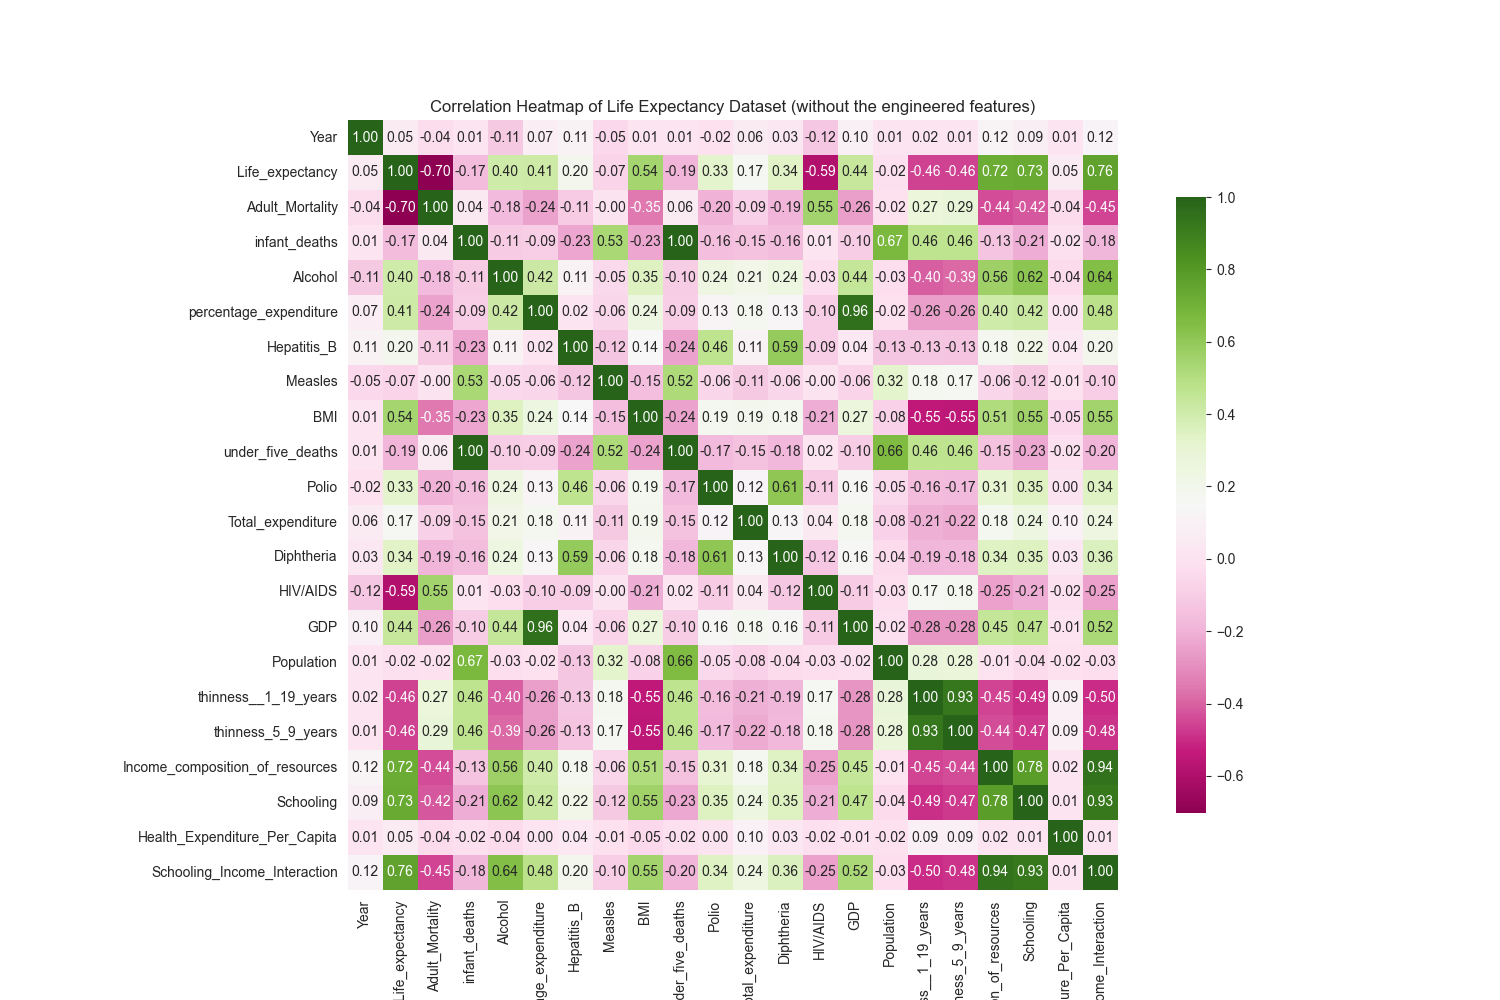 Correlation Heatmap of Life Expectancy Dataset (without the engineered features)
Year 1.00 0.05 -0.04 0.01 -0.11 0.07 0.11 -0.05 0.01 0.01 -0.02 0.06 0.03 -0.12 0.10 0.01 0.02 0.01 0.12 0.09 0.01 0.12
Life_expectancy 0.05 1.00 -0.70 -0.17 0.40 0.41 0.20 -0.07 0.54 -0.19 0.33 0.17 0.34 -0.59 0.44 -0.02 -0.46 -0.46 0.72 0.73 0.05 0.76
Adult_Mortality -0.04 -0.70 1.00 0.04 -0.18 -0.24 -0.11 -0.00 -0.35 0.06 -0.20 -0.09 -0.19 0.55 -0.26 -0.02 0.27 0.29 -0.44 -0.42 -0.04 -0.45
infant_deaths 0.01 -0.17 0.04 1.00 -0.11 -0.09 -0.23 0.53 -0.23 1.00 -0.16 -0.15 -0.16 0.01 -0.10 0.67 0.46 0.46 -0.13 -0.21 -0.02 -0.18
Alcohol -0.11 0.40 -0.18 -0.11 1.00 0.42 0.11 -0.05 0.35 -0.10 0.24 0.21 0.24 -0.03 0.44 -0.03 -0.40 -0.39 0.56 0.62 -0.04 0.64
percentage_expenditure 0.07 0.41 -0.24 -0.09 0.42 1.00 0.02 -0.06 0.24 -0.09 0.13 0.18 0.13 -0.10 0.96 -0.02 -0.26 -0.26 0.40 0.42 0.00 0.48
Hepatitis_B 0.11 0.20 -0.11 -0.23 0.11 0.02 1.00 -0.12 0.14 -0.24 0.46 0.11 0.59 -0.09 0.04 -0.13 -0.13 -0.13 0.18 0.22 0.04 0.20
Measles -0.05 -0.07 -0.00 0.53 -0.05 -0.06 -0.12 1.00 -0.15 0.52 -0.06 -0.11 -0.06 -0.00 -0.06 0.32 0.18 0.17 -0.06 -0.12 -0.01 -0.10
BMI 0.01 0.54 -0.35 -0.23 0.35 0.24 0.14 -0.15 1.00 -0.24 0.19 0.19 0.18 -0.21 0.27 -0.08 -0.55 -0.55 0.51 0.55 -0.05 0.55
under_five_deaths 0.01 -0.19 0.06 1.00 -0.10 -0.09 -0.24 0.52 -0.24 1.00 -0.17 -0.15 -0.18 0.02 -0.10 0.66 0.46 0.46 -0.15 -0.23 -0.02 -0.20
Polio -0.02 0.33 -0.20 -0.16 0.24 0.13 0.46 -0.06 0.19 -0.17 1.00 0.12 0.61 -0.11 0.16 -0.05 -0.16 -0.17 0.31 0.35 0.00 0.34
Total_expenditure 0.06 0.17 -0.09 -0.15 0.21 0.18 0.11 -0.11 0.19 -0.15 0.12 1.00 0.13 0.04 0.18 -0.08 -0.21 -0.22 0.18 0.24 0.10 0.24
Diphtheria 0.03 0.34 -0.19 -0.16 0.24 0.13 0.59 -0.06 0.18 -0.18 0.61 0.13 1.00 -0.12 0.16 -0.04 -0.19 -0.18 0.34 0.35 0.03 0.36
HIV/AIDS -0.12 -0.59 0.55 0.01 -0.03 -0.10 -0.09 -0.00 -0.21 0.02 -0.11 0.04 -0.12 1.00 -0.11 -0.03 0.17 0.18 -0.25 -0.21 -0.02 -0.25
GDP 0.10 0.44 -0.26 -0.10 0.44 0.96 0.04 -0.06 0.27 -0.10 0.16 0.18 0.16 -0.11 1.00 -0.02 -0.28 -0.28 0.45 0.47 -0.01 0.52
Population 0.01 -0.02 -0.02 0.67 -0.03 -0.02 -0.13 0.32 -0.08 0.66 -0.05 -0.08 -0.04 -0.03 -0.02 1.00 0.28 0.28 -0.01 -0.04 -0.02 -0.03
thinness__1_19_years 0.02 -0.46 0.27 0.46 -0.40 -0.26 -0.13 0.18 -0.55 0.46 -0.16 -0.21 -0.19 0.17 -0.28 0.28 1.00 0.93 -0.45 -0.49 0.09 -0.50
thinness_5_9_years 0.01 -0.46 0.29 0.46 -0.39 -0.26 -0.13 0.17 -0.55 0.46 -0.17 -0.22 -0.18 0.18 -0.28 0.28 0.93 1.00 -0.44 -0.47 0.09 -0.48
Income_composition_of_resources 0.12 0.72 -0.44 -0.13 0.56 0.40 0.18 -0.06 0.51 -0.15 0.31 0.18 0.34 -0.25 0.45 -0.01 -0.45 -0.44 1.00 0.78 0.02 0.94
Schooling 0.09 0.73 -0.42 -0.21 0.62 0.42 0.22 -0.12 0.55 -0.23 0.35 0.24 0.35 -0.21 0.47 -0.04 -0.49 -0.47 0.78 1.00 0.01 0.93
Health_Expenditure_Per_Capita 0.01 0.05 -0.04 -0.02 -0.04 0.00 0.04 -0.01 -0.05 -0.02 0.00 0.10 0.03 -0.02 -0.01 -0.02 0.09 0.09 0.02 0.01 1.00 0.01
Schooling_Income_Interaction 0.12 0.76 -0.45 -0.18 0.64 0.48 0.20 -0.10 0.55 -0.20 0.34 0.24 0.36 -0.25 0.52 -0.03 -0.50 -0.48 0.94 0.93 0.01 1.00
Year
Life_expectancy
Adult_Mortality
infant_deaths
Alcohol
age_expenditure
Hepatitis_B
Measles
BMI
der_five_deaths
Polio
otal_expenditure
Diphtheria
HIV/AIDS
GDP
Population
ss__1_19_years
ness_5_9_years
on_of_resources
Schooling
ure_Per_Capita
ome_Interaction
1.0
0.8
0.6
0.4
0.2
0.0
−0.2
−0.4
−0.6